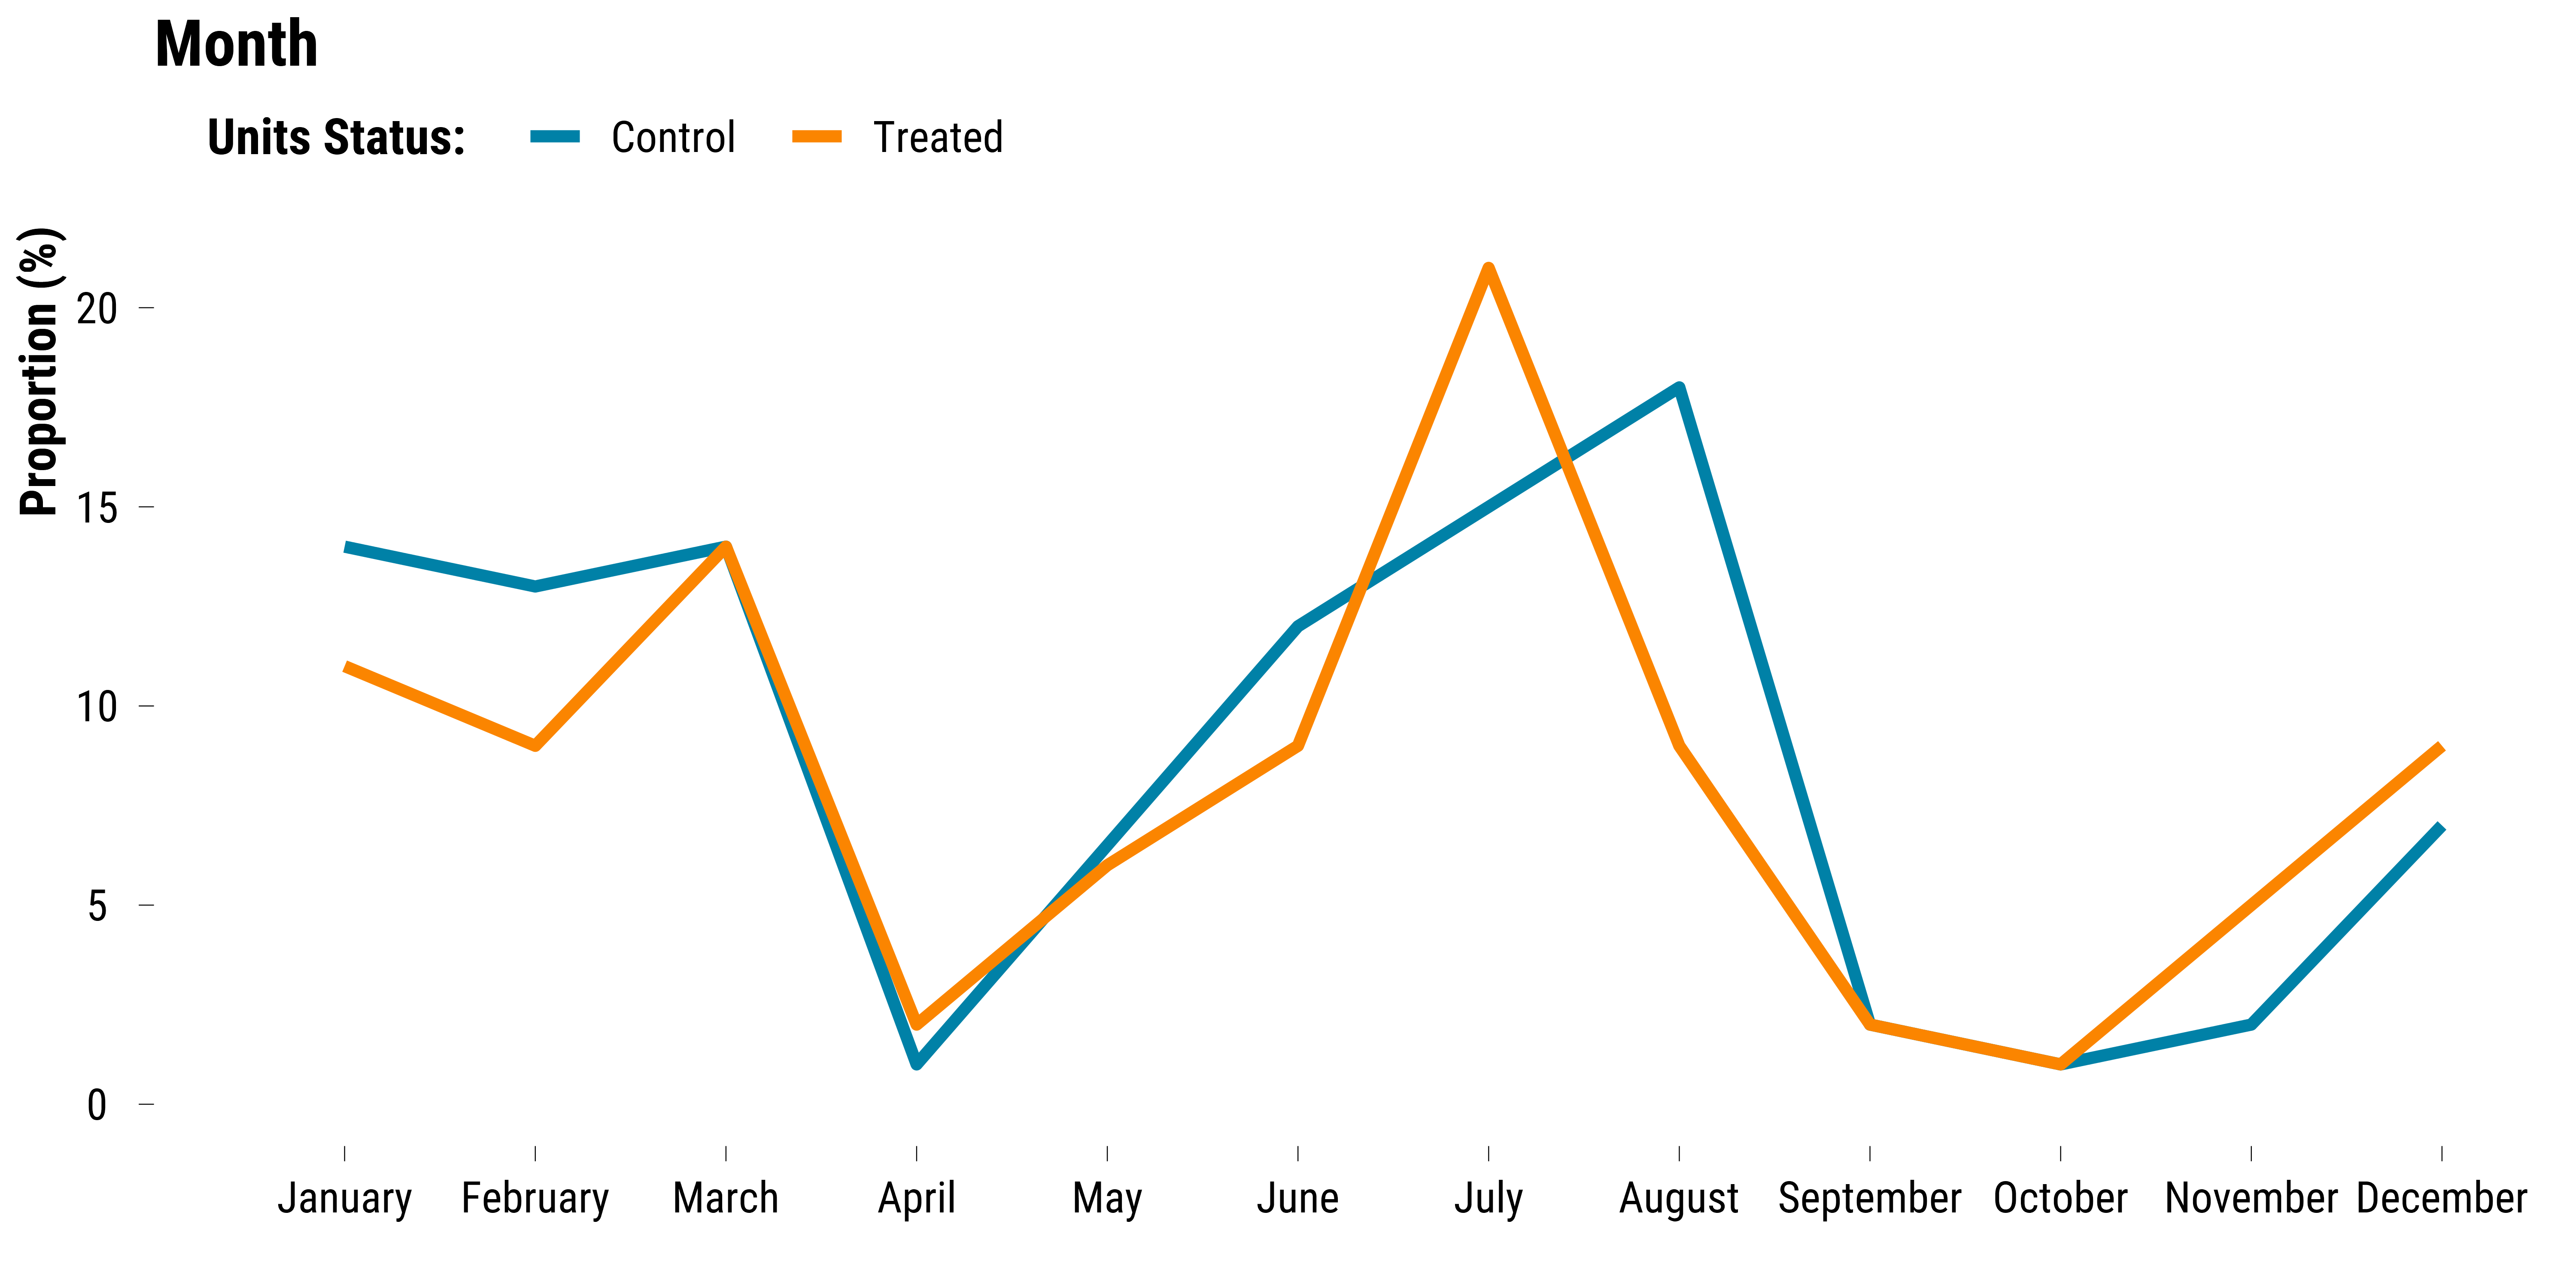 Month
Units Status: Control Treated
Proportion (%)
20
15
10
5
0
January February March April May June July August September October November December